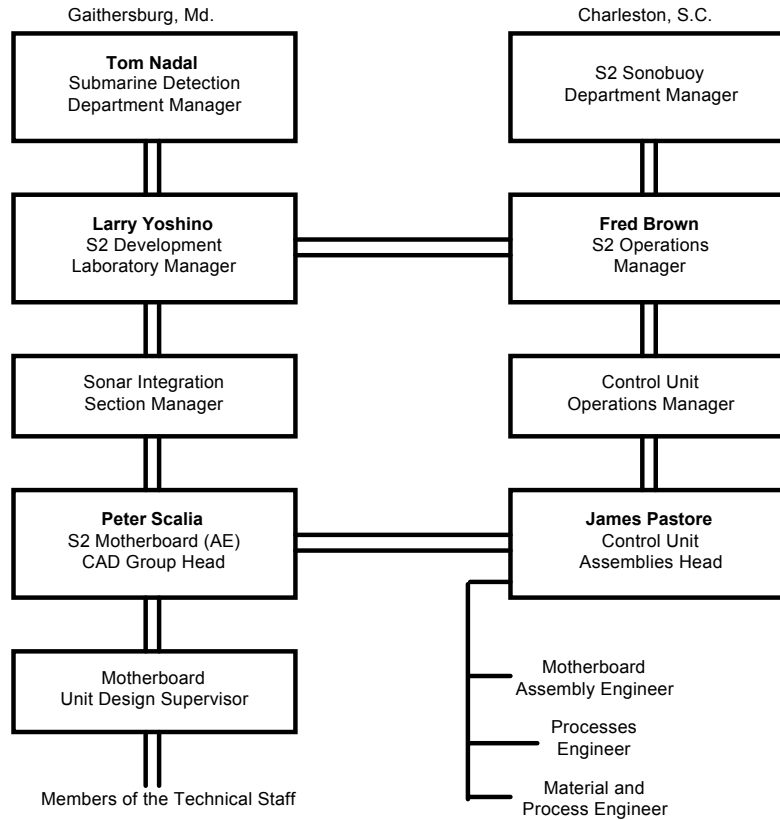 Gaithersburg, Md.
Charleston, S.C.
Tom Nadal
Submarine Detection
Department Manager
S2 Sonobuoy
Department Manager
Larry Yoshino
S2 Development
Laboratory Manager
Fred Brown
S2 Operations
Manager
Sonar Integration
Section Manager
Control Unit
Operations Manager
Peter Scalia
S2 Motherboard (AE)
CAD Group Head
James Pastore
Control Unit
Assemblies Head
Motherboard
Unit Design Supervisor
Members of the Technical Staff
Motherboard
Assembly Engineer
Processes
Engineer
Material and
Process Engineer